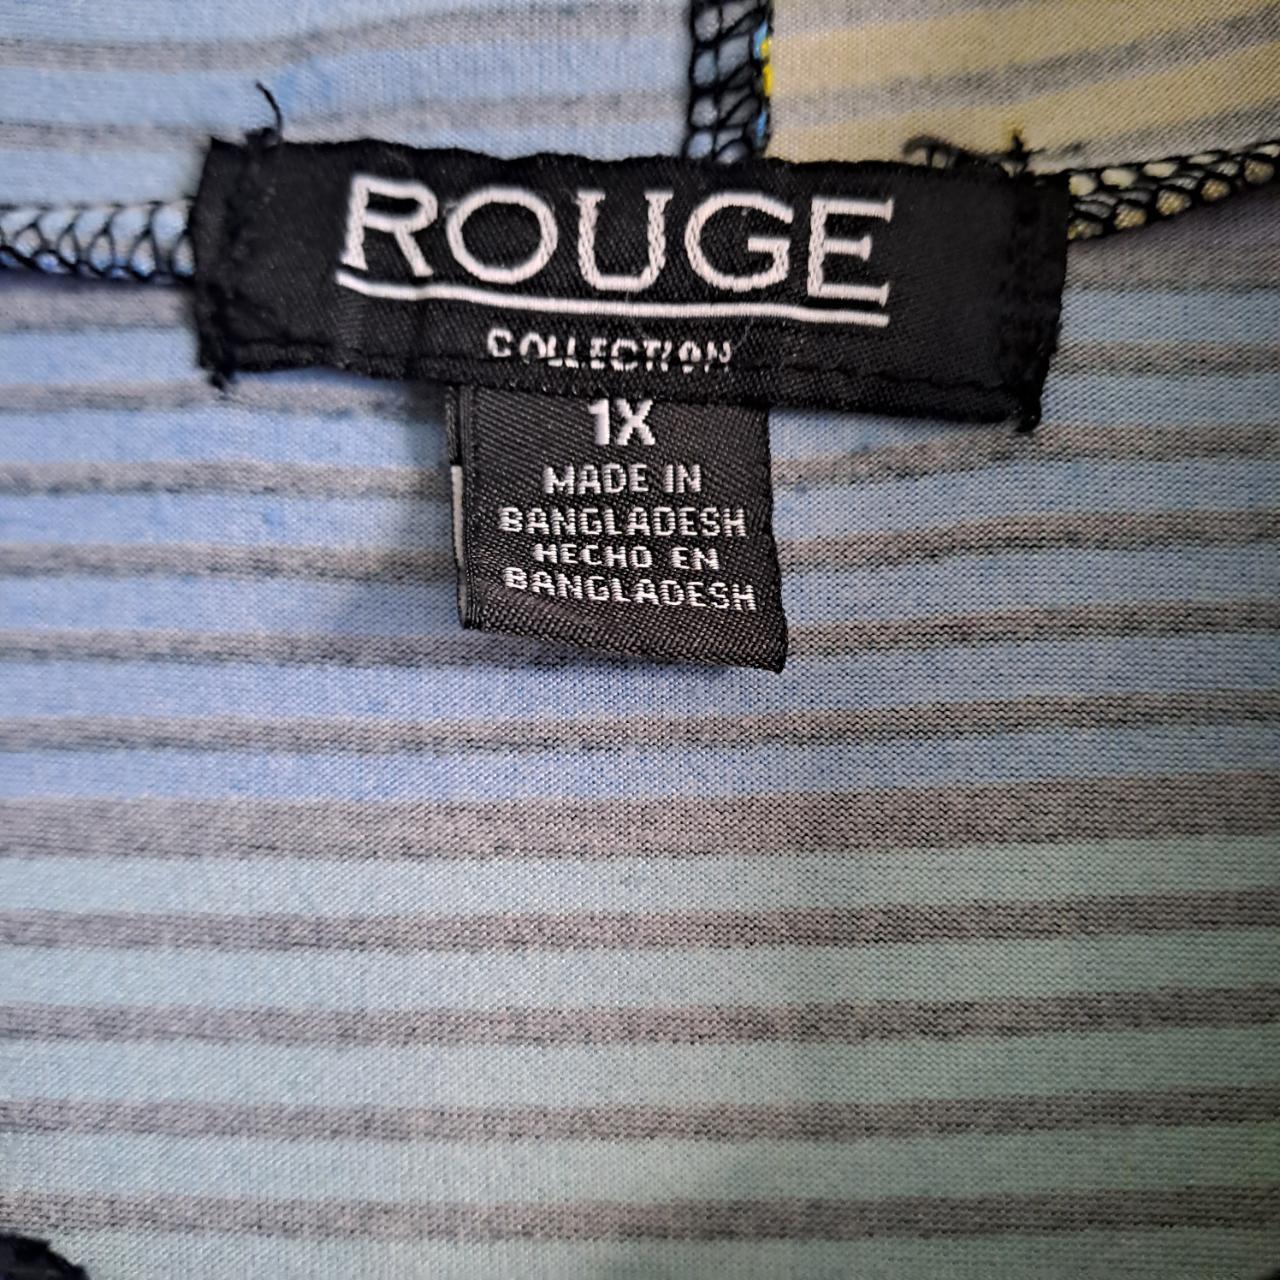 ROUGE
COLLECTION
1X
MADE IN
BANGLADESH
HECHO EN
BANGLADESH